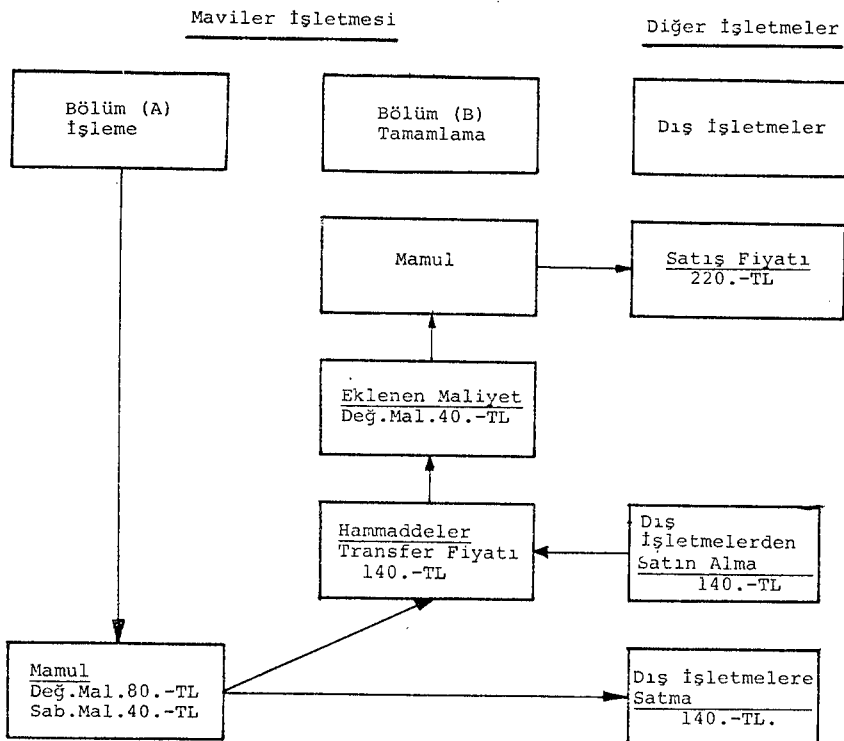 Maviler İşletmesi
Diğer İşletmeler
Bölüm (A)
İşleme
Bölüm (B)
Tamamlama
Dış İşletmeler
Mamul
Satış Fiyatı
220.-TL
Eklenen Maliyet
Değ.Mal.40.-TL
Hammaddeler
Transfer Fiyatı
140.-TL
Dış
İşletmelerden
Satın Alma
140.-TL
Mamul
Değ.Mal.80.-TL
Sab.Mal.40.-TL
Dış İşletmelere
Satma
140.-TL.